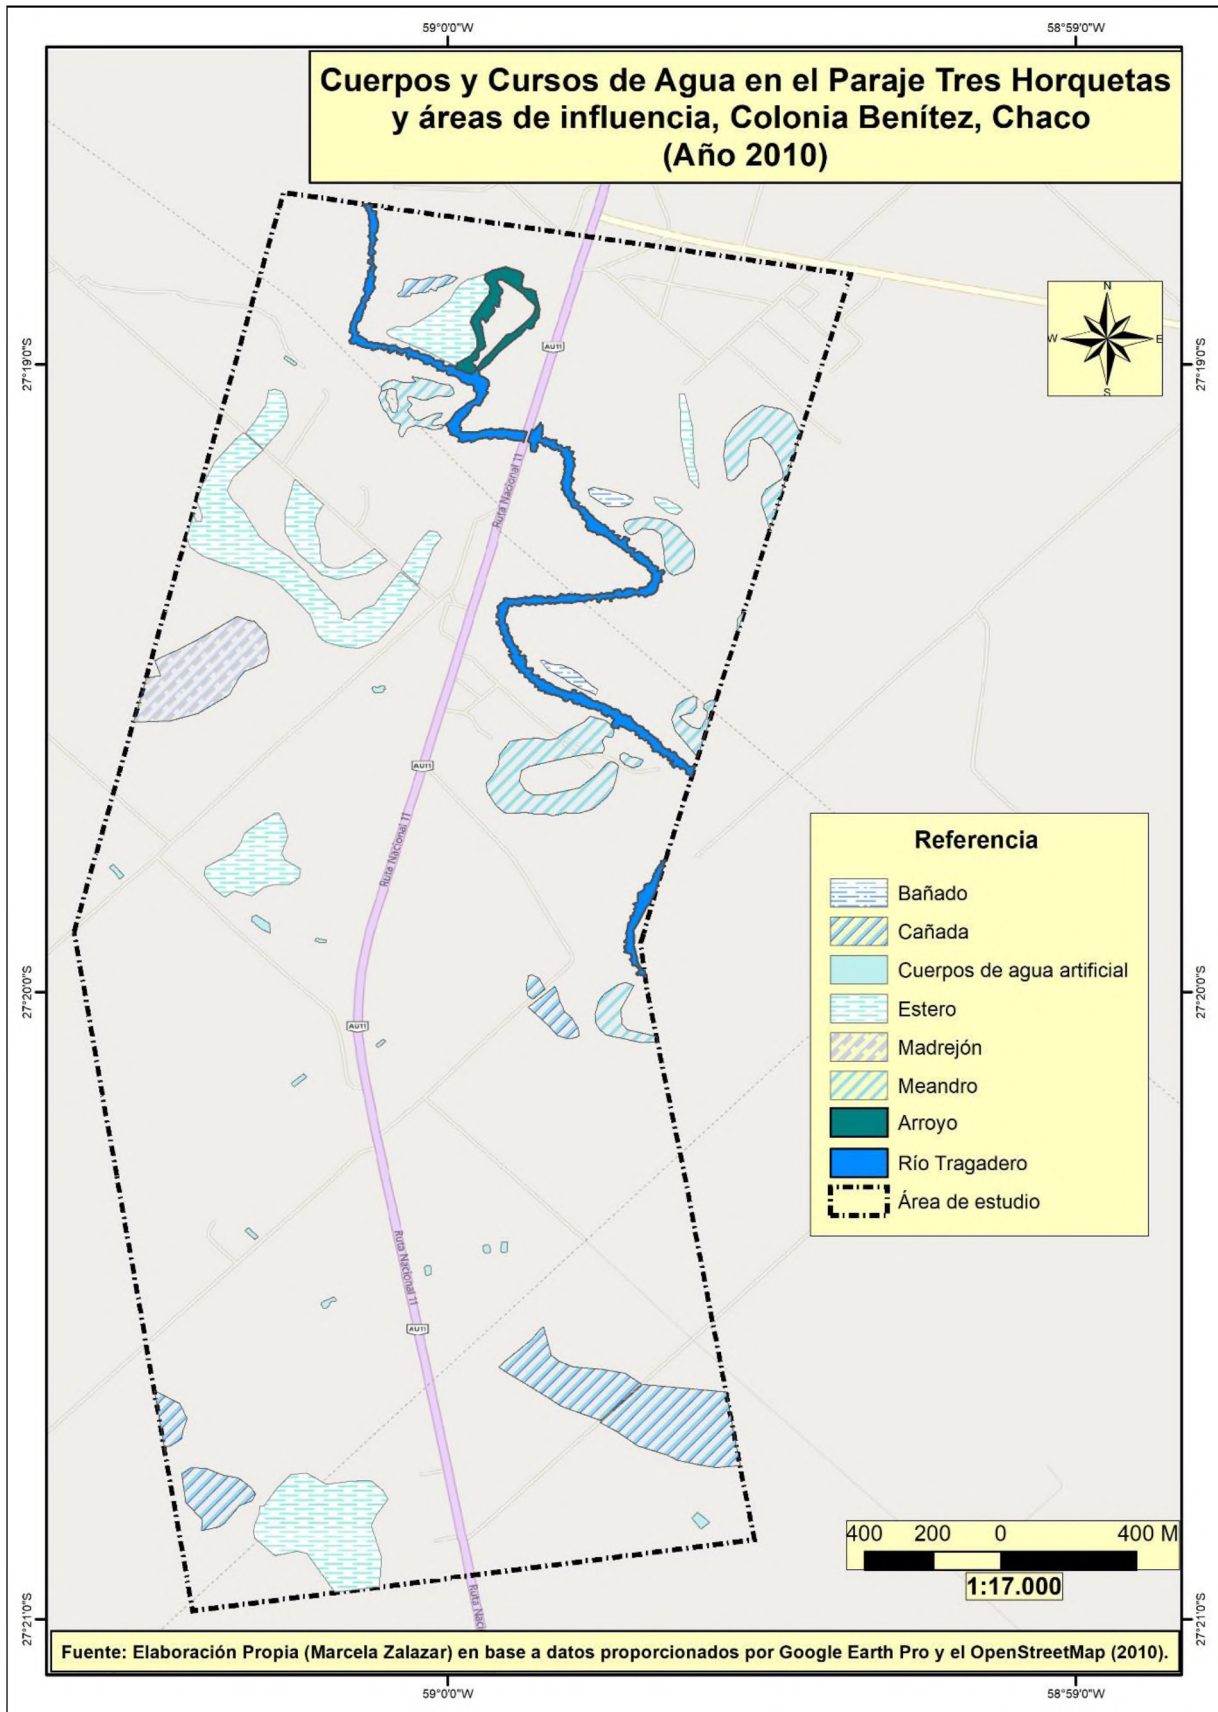 59°0'0"W
58°59'0"W
Cuerpos y Cursos de Agua en el Paraje Tres Horquetas
y áreas de influencia, Colonia Benítez, Chaco
(Año 2010)
N
W
E
S
27°19'0"S
27°19'0"S
AU11
Ruta Nacional 11
AU11
Ruta Nacional 11
Referencia
Bañado
Cañada
Cuerpos de agua artificial
Estero
Madrejón
Meandro
Arroyo
Río Tragadero
Área de estudio
27°20'0"S
27°20'0"S
AU11
Ruta Nacional 11
AU11
400 200 0 400 M
1:17.000
Ruta Naci
27°21'0"S
27°21'0"S
Fuente: Elaboración Propia (Marcela Zalazar) en base a datos proporcionados por Google Earth Pro y el OpenStreetMap (2010).
59°0'0"W
58°59'0"W